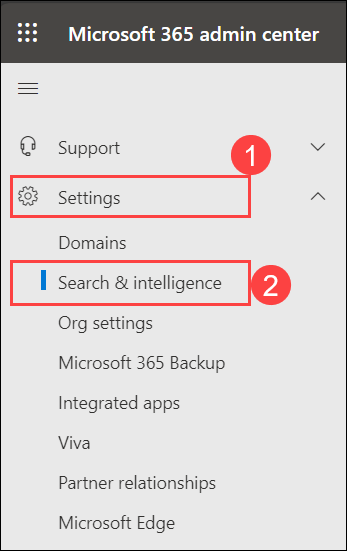 Microsoft 365 admin center
Support
1
Settings
Domains
Search & intelligence
2
Org settings
Microsoft 365 Backup
Integrated apps
Viva
Partner relationships
Microsoft Edge